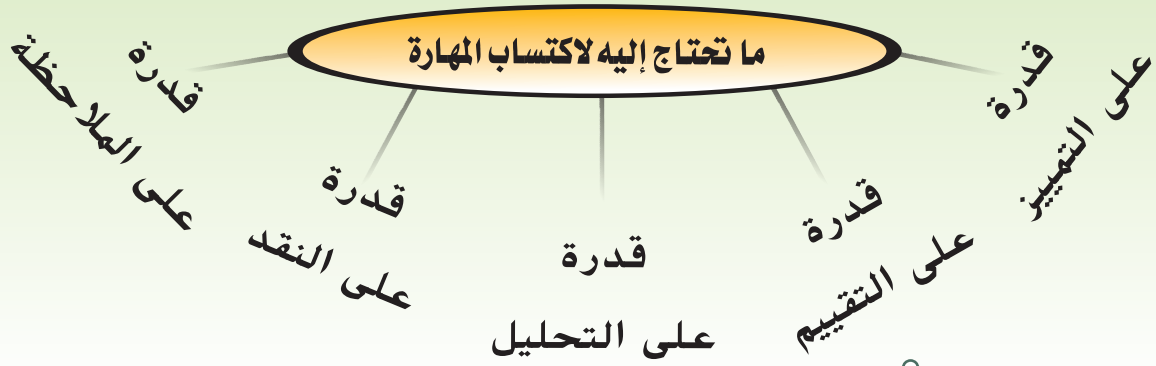 ما تحتاج إليه لاكتساب المهارة
قدرة
على التمييز
قدرة
على التقييم
قدرة
على التحليل
قدرة
على النقد
قدرة
على الملاحظة